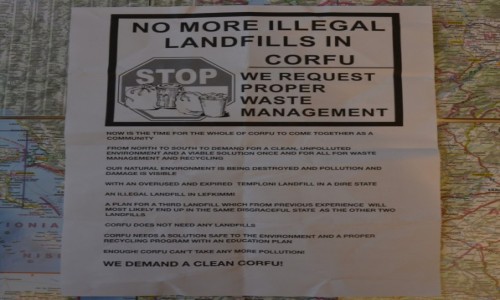 NO MORE ILLEGAL
LANDFILLS IN
CORFU
STOP
WE REQUEST
PROPER
WASTE
MANAGEMENT
NOW IS THE TIME FOR THE WHOLE OF CORFU TO COME TOGETHER AS A
COMMUNITY
FROM NORTH TO SOUTH TO DEMAND FOR A CLEAN, UNPOLLUTED
ENVIRONMENT AND A VIABLE SOLUTION ONCE AND FOR ALL FOR WASTE
MANAGEMENT AND RECYCLING
OUR NATURAL ENVIRONMENT IS BEING DESTROYED AND POLLUTION AND
DAMAGE IS VISIBLE
WITH AN OVERUSED AND EXPIRED TEMPLONI LANDFILL IN A DIRE STATE
AN ILLEGAL LANDFILL IN LEFKIMMI
A PLAN FOR A THIRD LANDFILL WHICH FROM PREVIOUS EXPERIENCE WILL
MOST LIKELY END UP IN THE SAME DISGRACEFUL STATE AS THE OTHER TWO
LANDFILLS
CORFU DOES NOT NEED ANY LANDFILLS
CORFU NEEDS A SOLUTION SAFE TO THE ENVIRONMENT AND A PROPER
RECYCLING PROGRAM WITH AN EDUCATION PLAN
ENOUGH! CORFU CAN'T TAKE ANY MORE POLLUTION!
WE DEMAND A CLEAN CORFU!